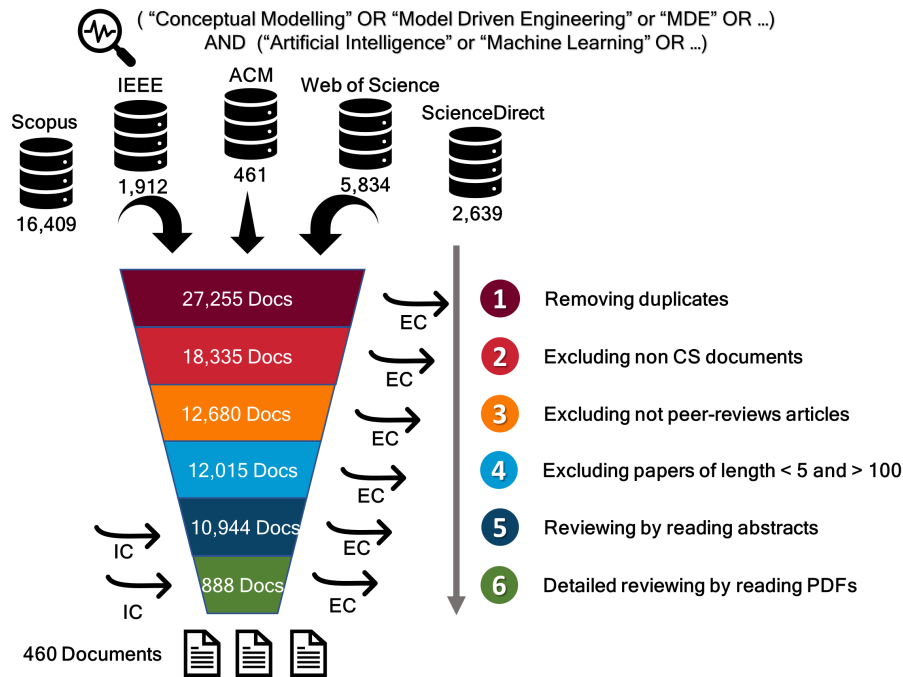 ( “Conceptual Modelling” OR “Model Driven Engineering” or “MDE” OR ...)
AND (“Artificial Intelligence” or “Machine Learning” OR ...)
Scopus
16,409
IEEE
1,912
ACM
461
Web of Science
5,834
ScienceDirect
2,639
27,255 Docs
EC
1 Removing duplicates
18,335 Docs
EC
2 Excluding non CS documents
12,680 Docs
EC
3 Excluding not peer-reviews articles
12,015 Docs
EC
4 Excluding papers of length < 5 and > 100
IC
10,944 Docs
EC
5 Reviewing by reading abstracts
IC
888 Docs
EC
6 Detailed reviewing by reading PDFs
460 Documents